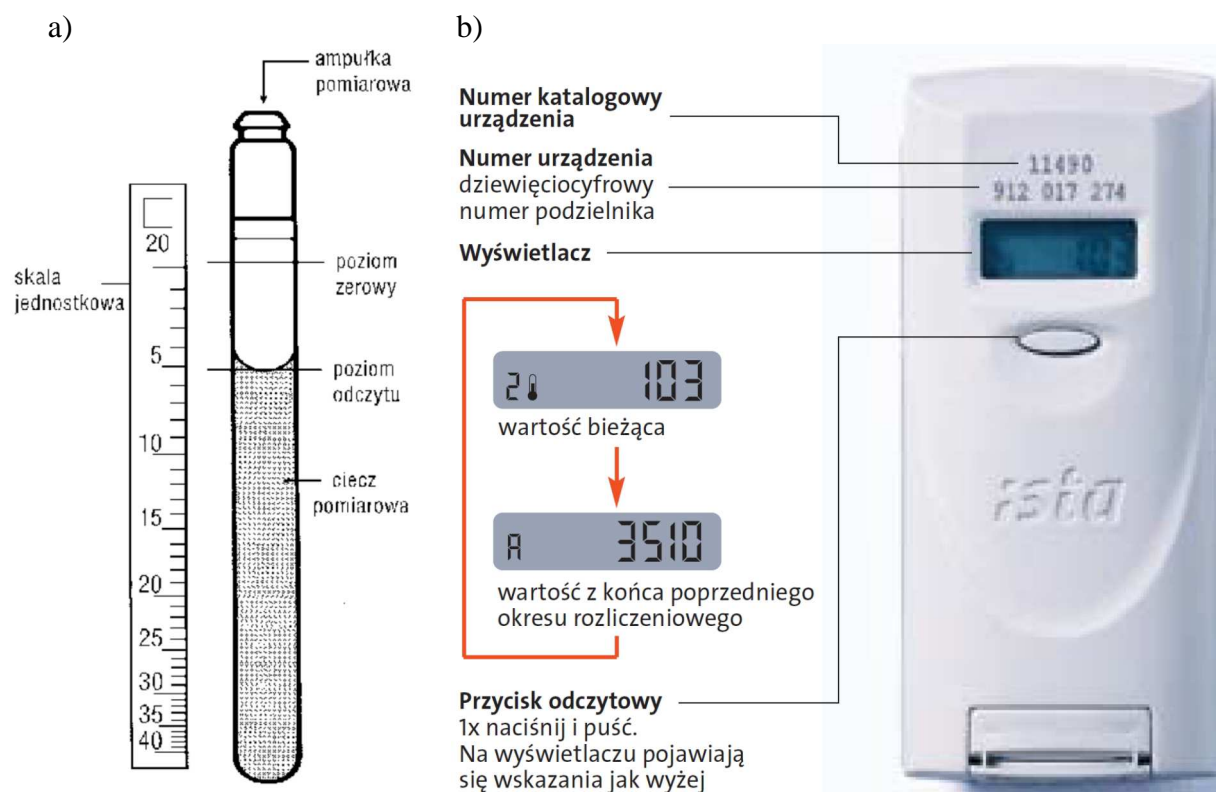 a)
ampułka
pomiarowa
20
skala
jednostkowa
poziom
zerowy
5
poziom
odczytu
10
ciecz
pomiarowa
15
20
25
30
35
40
b)
Numer katalogowy
urządzenia
Numer urządzenia
dziewięciocyfrowy
numer podzielnika
Wyświetlacz
2 103
wartość bieżąca
A 3510
wartość z końca poprzedniego
okresu rozliczeniowego
Przycisk odczytowy
1x naciśnij i puść.
Na wyświetlaczu pojawiają
się wskazania jak wyżej
11490
912 017 274
ista